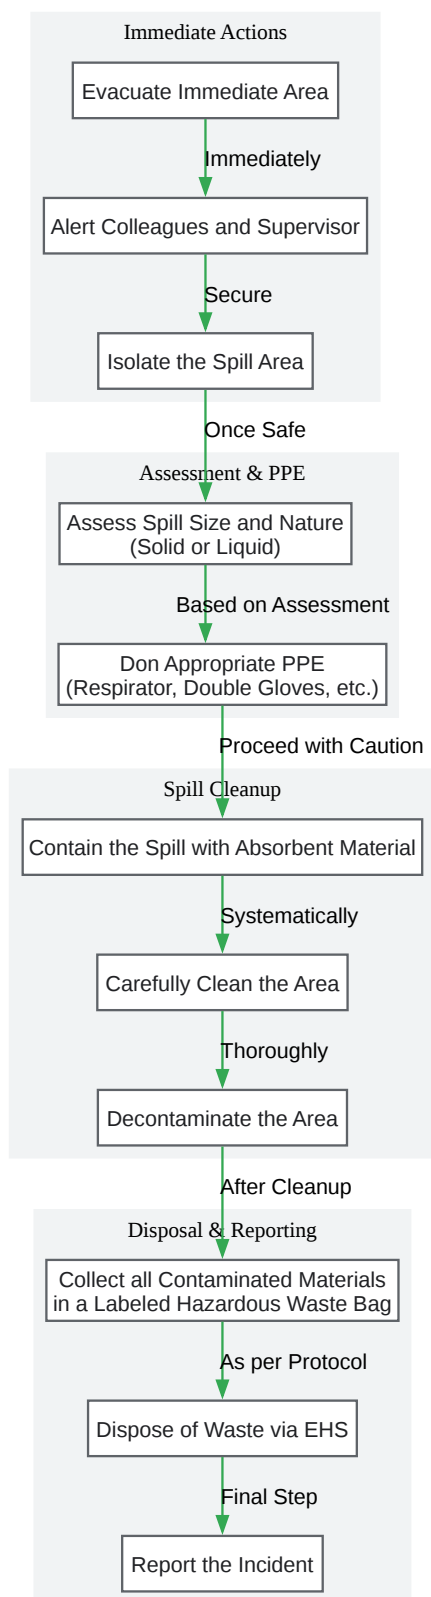 Immediate Actions
Evacuate Immediate Area
Immediately
Alert Colleagues and Supervisor
Secure
Isolate the Spill Area
Once Safe
Assessment & PPE
Assess Spill Size and Nature
(Solid or Liquid)
Based on Assessment
Don Appropriate PPE
(Respirator, Double Gloves, etc.)
Proceed with Caution
Spill Cleanup
Contain the Spill with Absorbent Material
Systematically
Carefully Clean the Area
Thoroughly
Decontaminate the Area
After Cleanup
Disposal & Reporting
Collect all Contaminated Materials
in a Labeled Hazardous Waste Bag
As per Protocol
Dispose of Waste via EHS
Final Step
Report the Incident